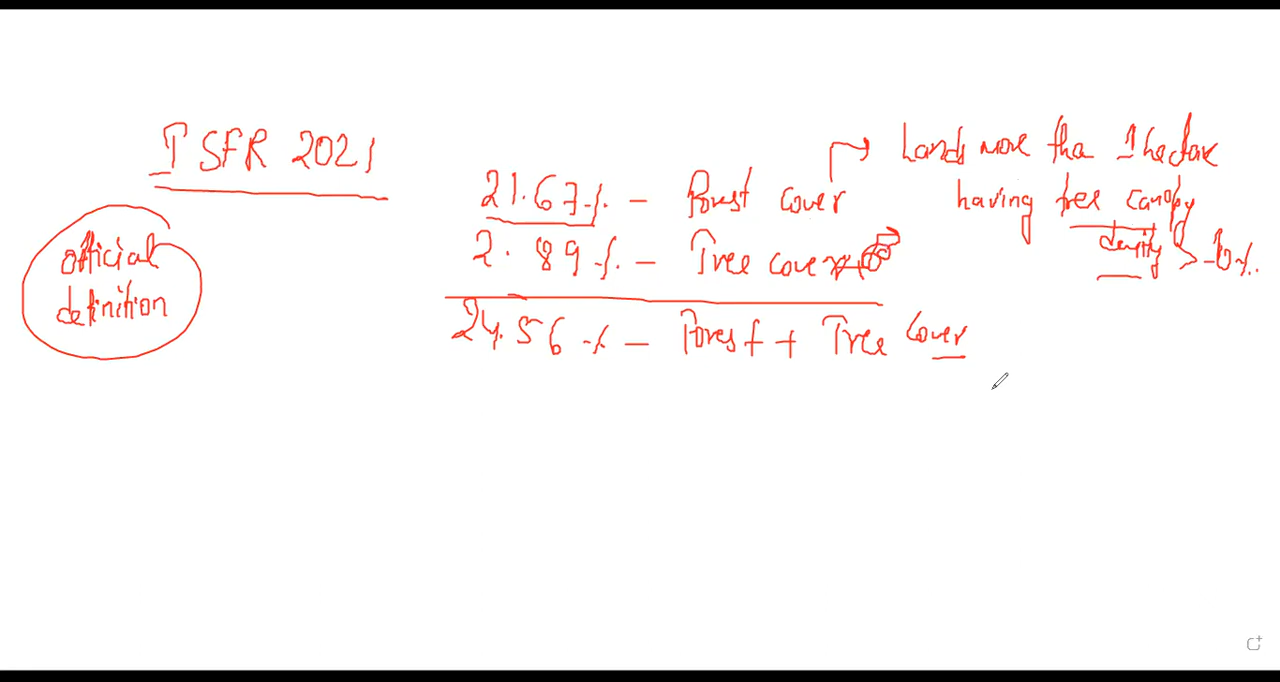 ISFR 2021
official
definition
21.67% - Forest cover → Lands more tha 1 hectare
having tree canopy
density > 10%.
2.89% - Tree cover
24.56% - Forest + Tree cover